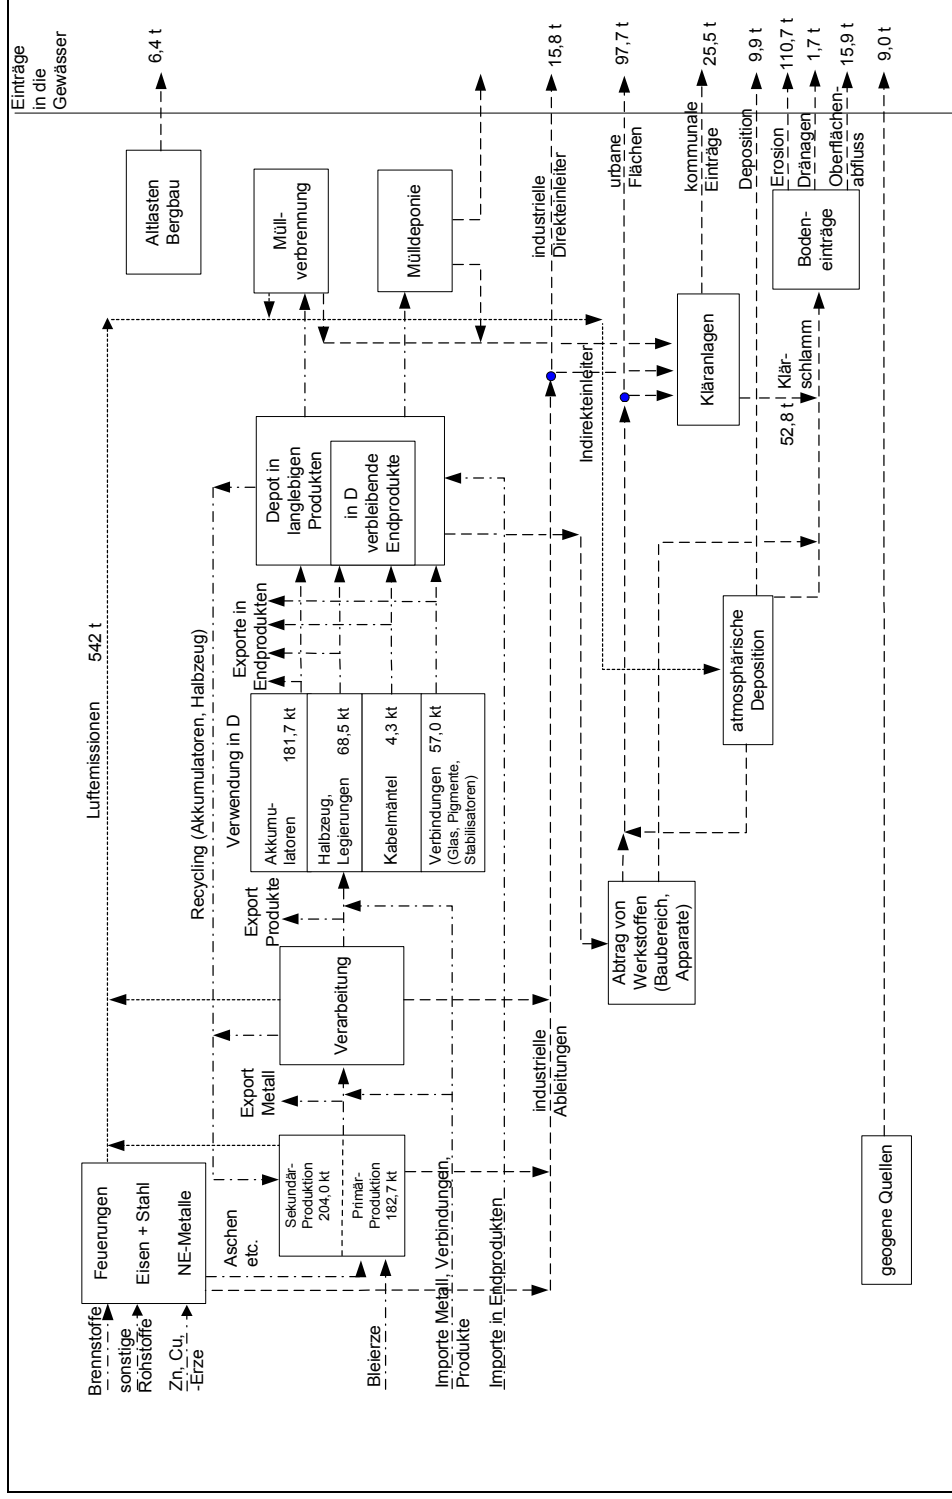 Einträge
in die
Gewässer
Brennstoffe
sonstige
Rohstoffe
Zn, Cu,
-Erze
Feuerungen
Eisen + Stahl
NE-Metalle
Aschen
etc.
Luftemissionen 542 t
Recycling (Akkumulatoren, Halbzeug)
Altlasten
Bergbau
6,4 t
Bleierze
Sekundär-
Produktion
204,0 kt
Primär-
Produktion
182,7 kt
Export
Metall
Verarbeitung
Export
Produkte
Verwendung in D
Akkumu-
latoren 181,7 kt
Halbzeug,
Legierungen 68,5 kt
Kabelmäntel 4,3 kt
Verbindungen 57,0 kt
(Glas, Pigmente,
Stabilisatoren)
Exporte in
Endprodukten
Depot in
langlebigen
Produkten
in D
verbleibende
Endprodukte
Müll-
verbrennung
Mülldeponie
Importe Metall, Verbindungen,
Produkte
Importe in Endprodukten
industrielle
Ableitungen
Indirekteinleiter
industrielle
Direkteinleiter
15,8 t
Abtrag von
Werkstoffen
(Baubereich,
Apparate)
urbane
Flächen
97,7 t
Kläranlagen
kommunale
Einträge
25,5 t
atmosphärische
Deposition
Deposition
9,9 t
52,8 t Klär-
schlamm
Boden-
einträge
Erosion
110,7 t
Dränagen
1,7 t
Oberflächen-
abfluss
15,9 t
geogene Quellen
9,0 t